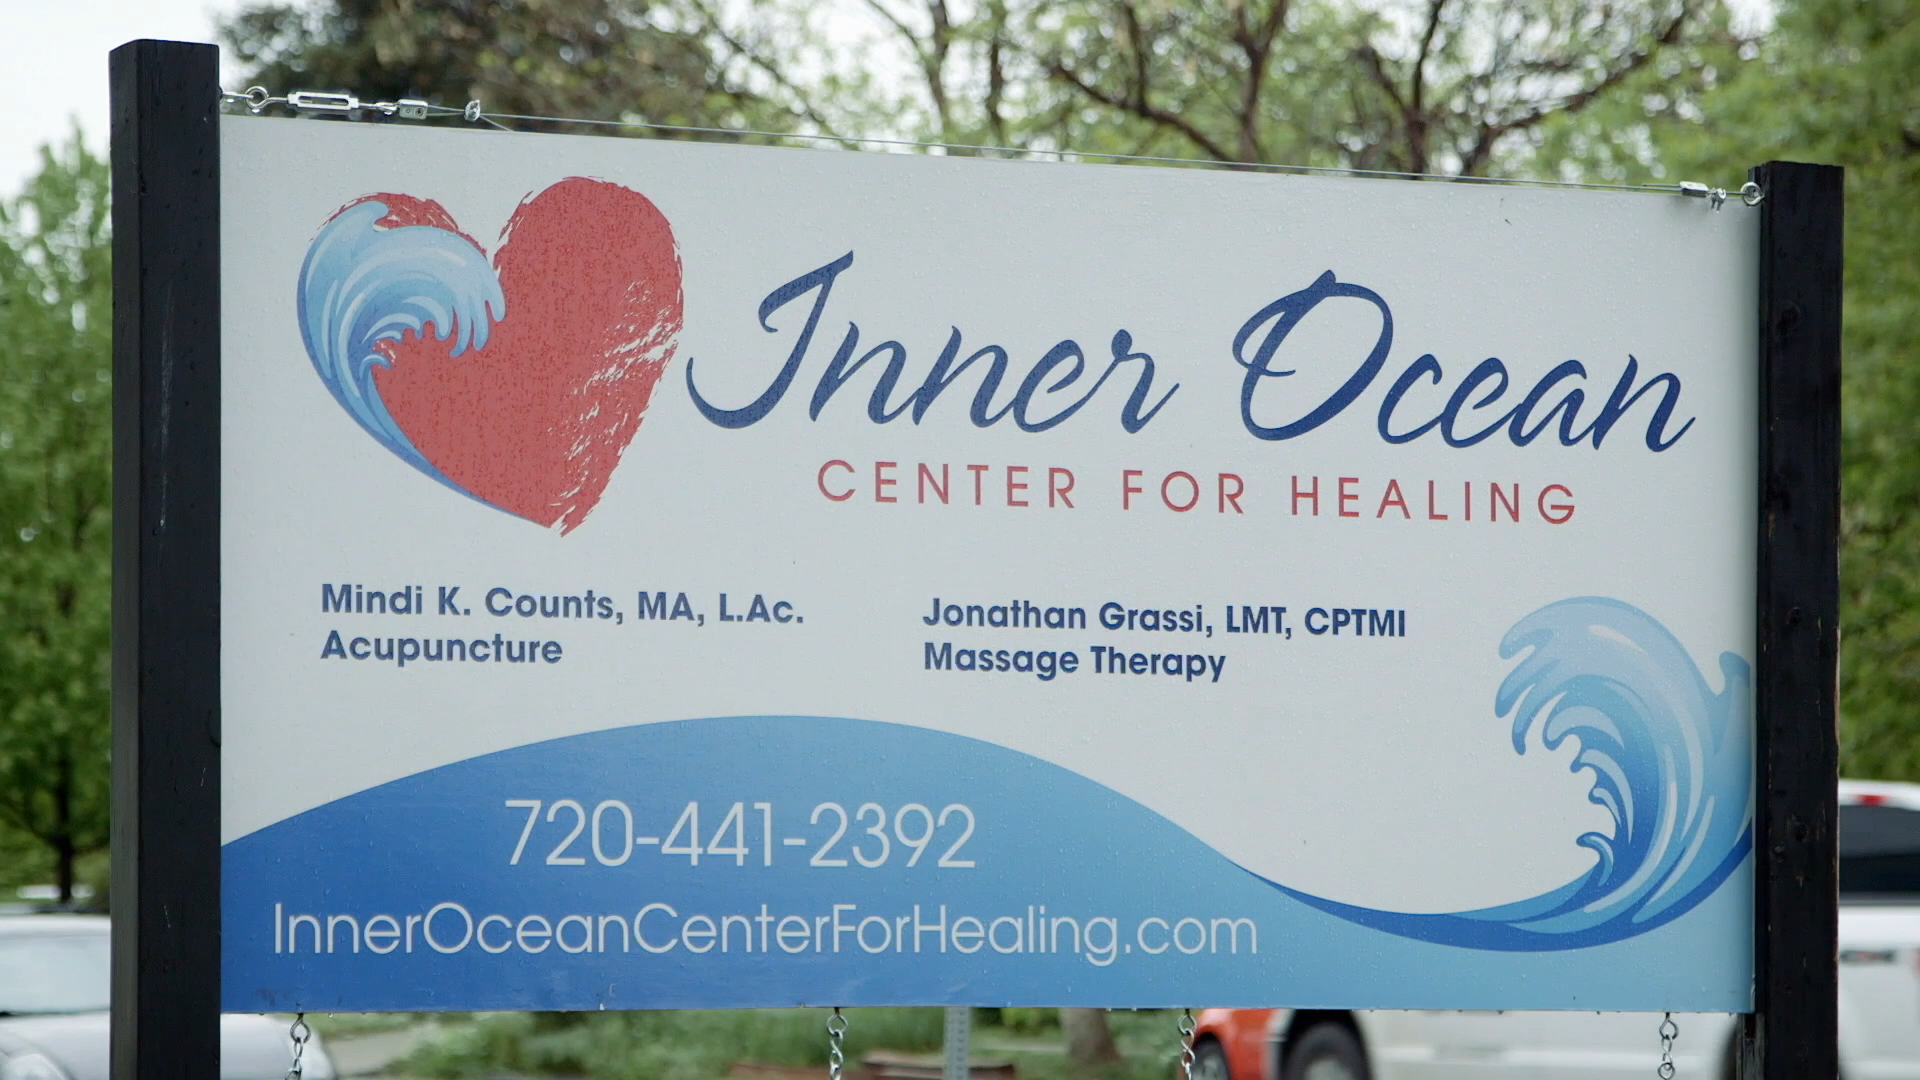 Inner Ocean
CENTER FOR HEALING
Mindi K. Counts, MA, L.Ac.
Acupuncture
Jonathan Grassi, LMT, CPTMI
Massage Therapy
720-441-2392
InnerOceanCenterForHealing.com